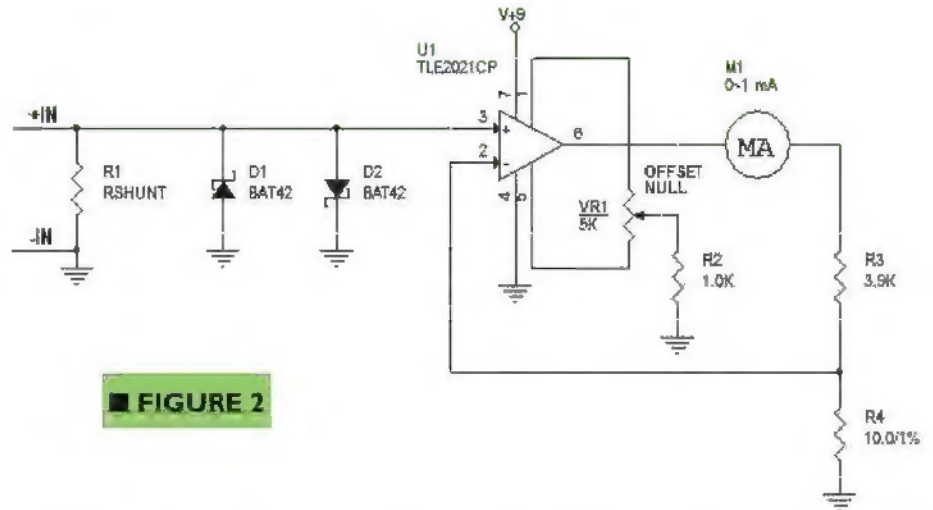 V+9
U1
TLE2021CP
M1
0-1 mA
+IN
7
1
3
+
6
MA
2
-
R1
RSHUNT
D1
BAT42
D2
BAT42
OFFSET
NULL
4
5
VR1
5K
-IN
R2
1.0K
R3
3.9K
■ FIGURE 2
R4
10.0/1%